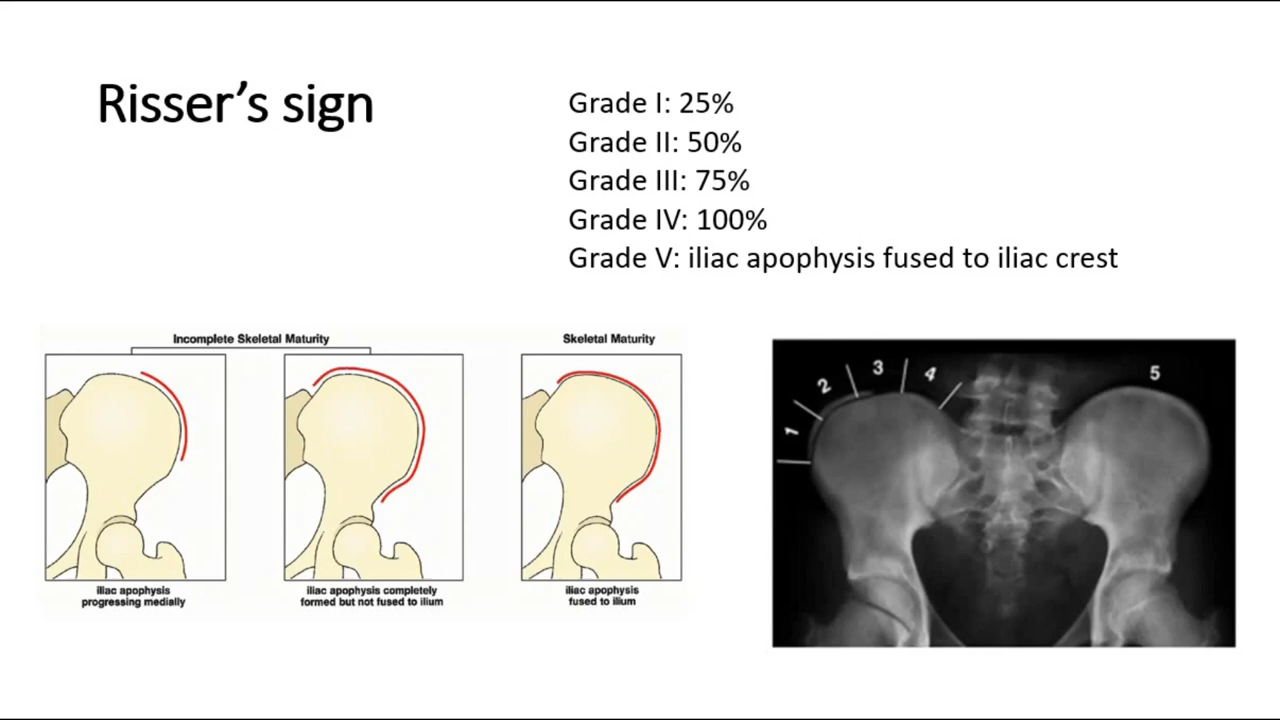 Risser’s sign
Grade I: 25%
Grade II: 50%
Grade III: 75%
Grade IV: 100%
Grade V: iliac apophysis fused to iliac crest
Incomplete Skeletal Maturity
Skeletal Maturity
iliac apophysis
progressing medially
iliac apophysis completely
formed but not fused to ilium
iliac apophysis
fused to ilium
1
2
3
4
5